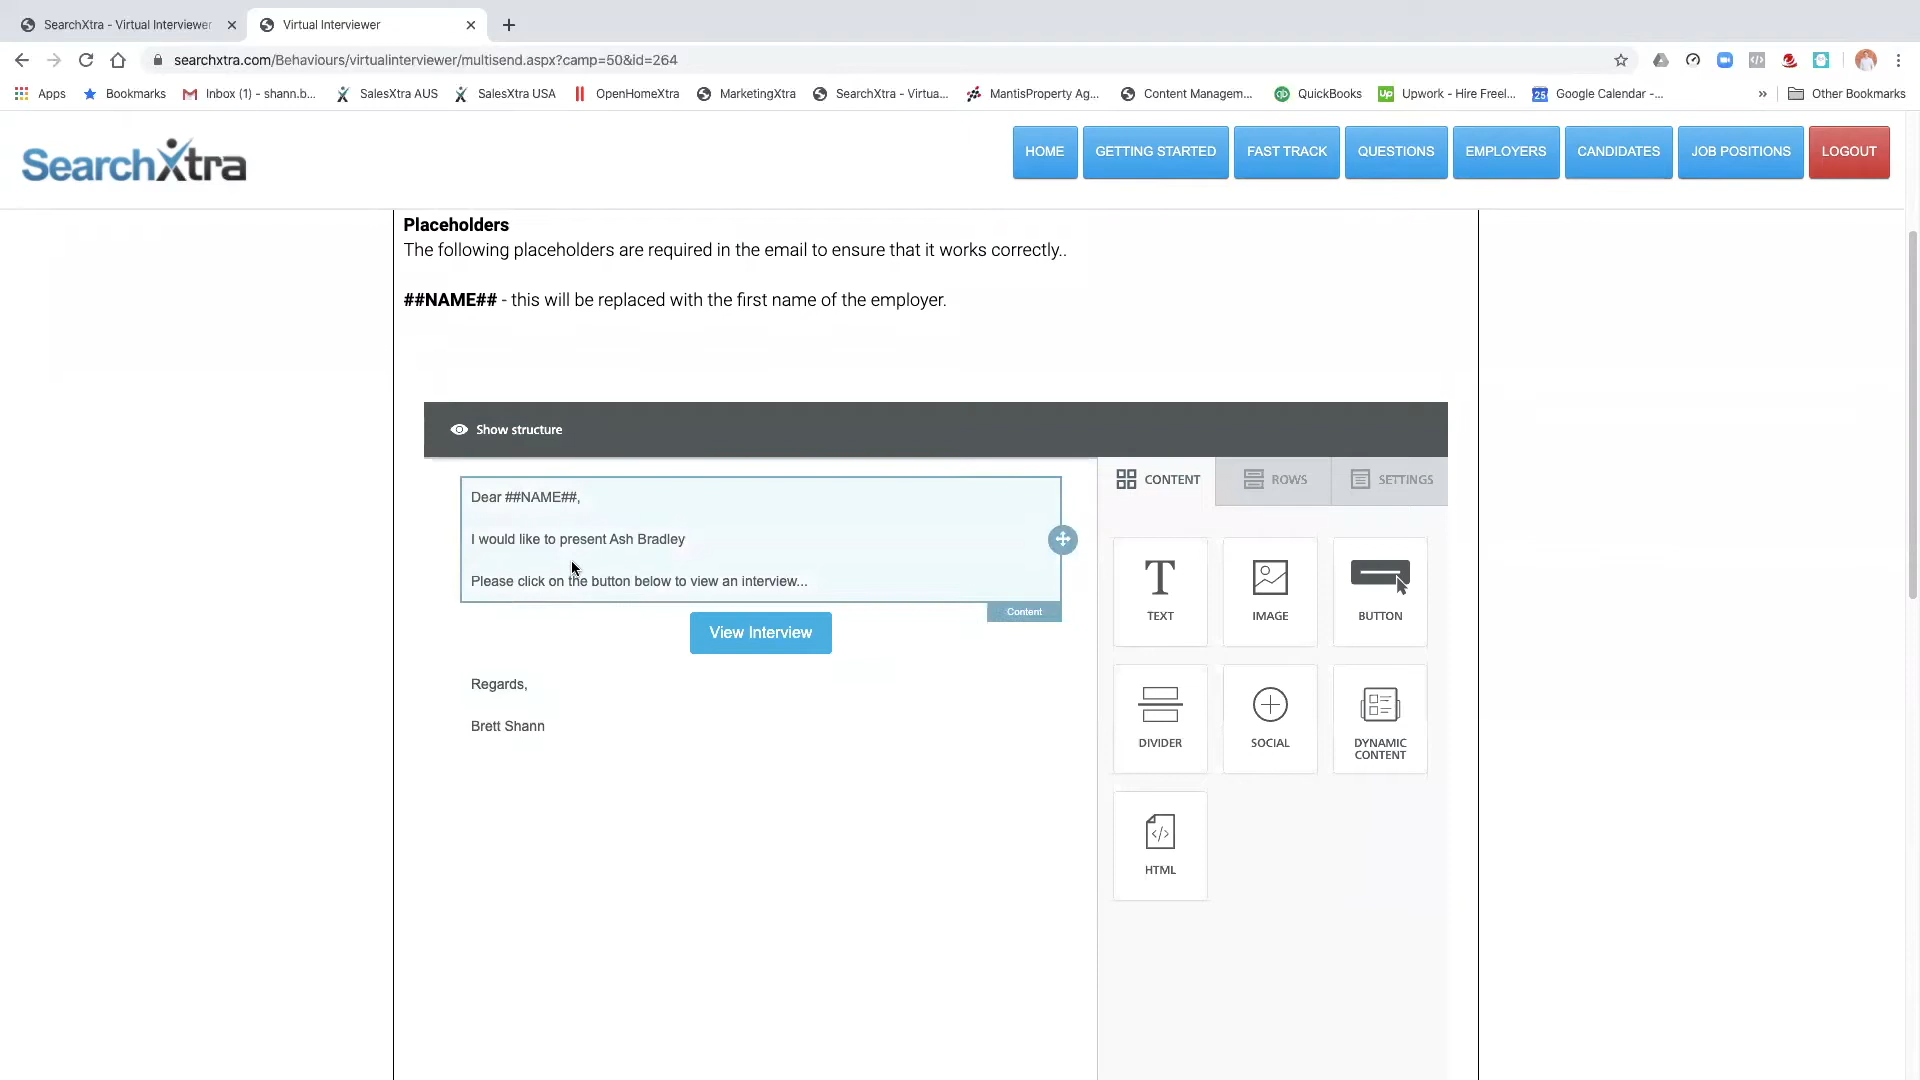 SearchXtra - Virtual Interviewer
Virtual Interviewer
searchxtra.com/Behaviours/virtualinterviewer/multisend.aspx?camp=50&id=264
Apps
Bookmarks
Inbox (1) - shann.b...
SalesXtra AUS
SalesXtra USA
OpenHomeXtra
MarketingXtra
SearchXtra - Virtua...
MantisProperty Ag...
Content Managem...
qb
QuickBooks
Up
Upwork - Hire Freel...
25
Google Calendar -...
»
Other Bookmarks
SearchXtra
HOME
GETTING STARTED
FAST TRACK
QUESTIONS
EMPLOYERS
CANDIDATES
JOB POSITIONS
LOGOUT
Placeholders
The following placeholders are required in the email to ensure that it works correctly..
##NAME## - this will be replaced with the first name of the employer.
Show structure
CONTENT
ROWS
SETTINGS
Dear ##NAME##,
I would like to present Ash Bradley
Please click on the button below to view an interview...
Content
View Interview
Regards,
Brett Shann
TEXT
IMAGE
BUTTON
DIVIDER
SOCIAL
DYNAMIC
CONTENT
HTML